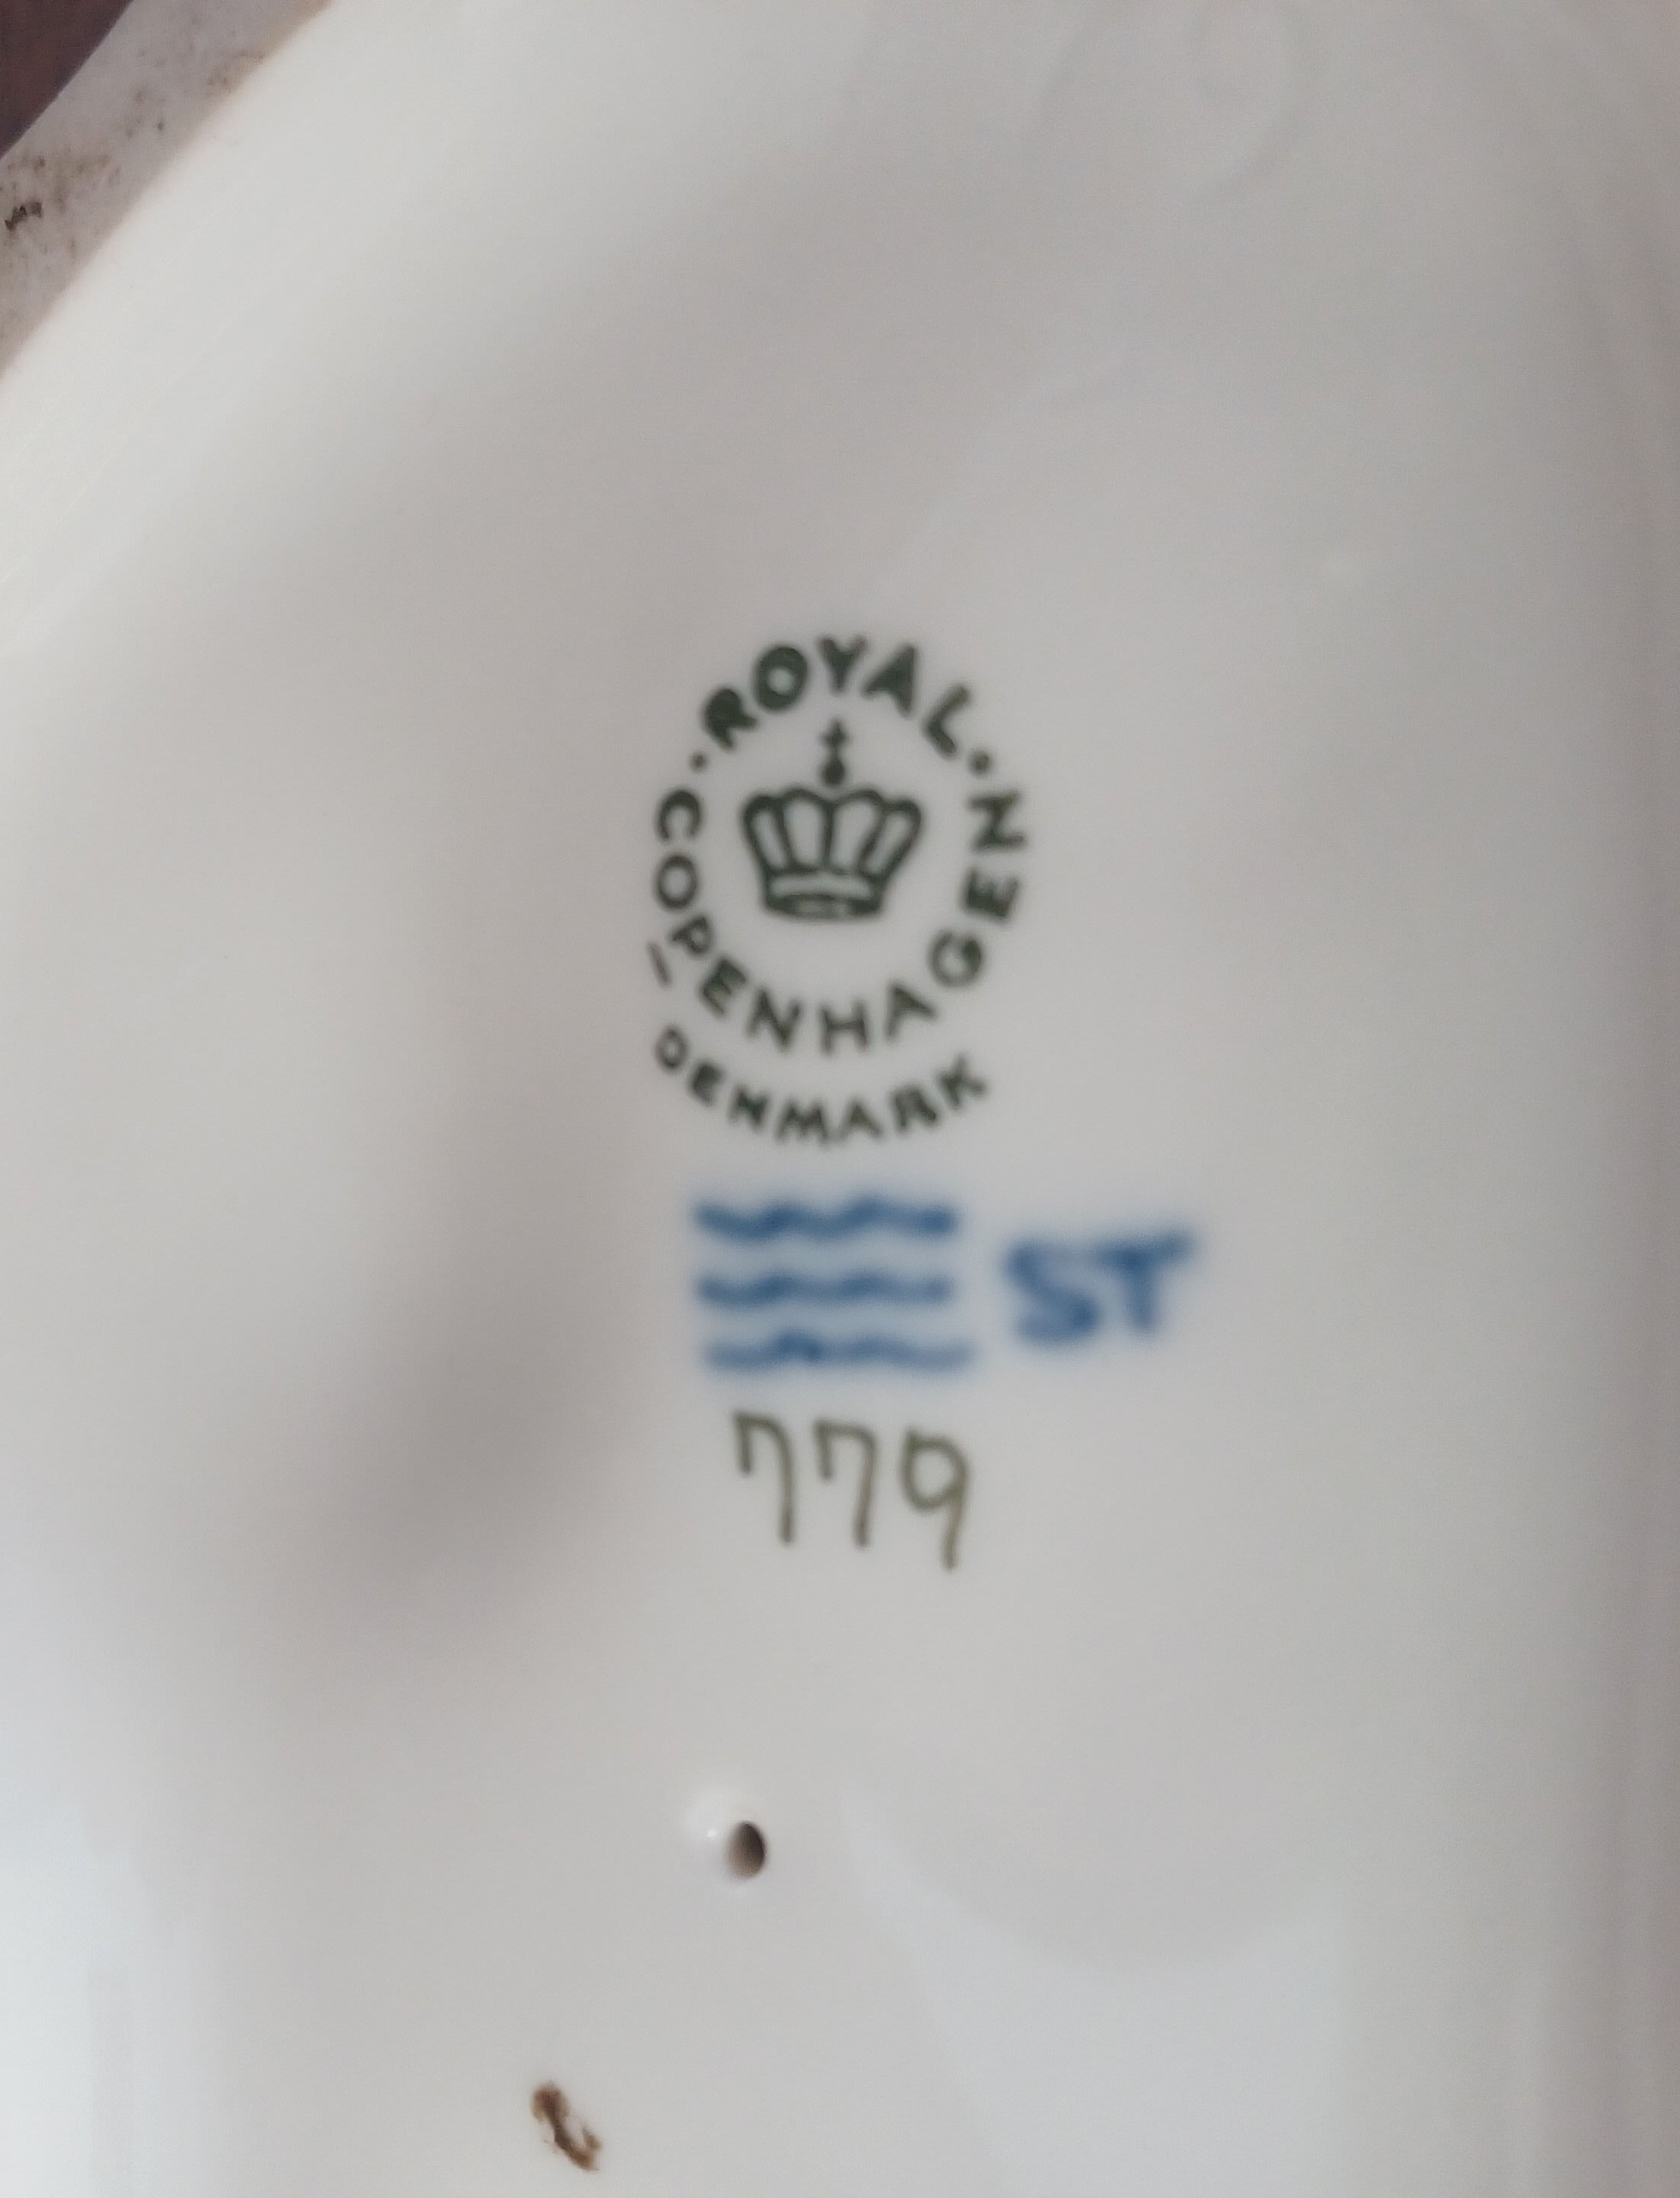 · ROYAL ·
COPENHAGEN
DENMARK
ST
779